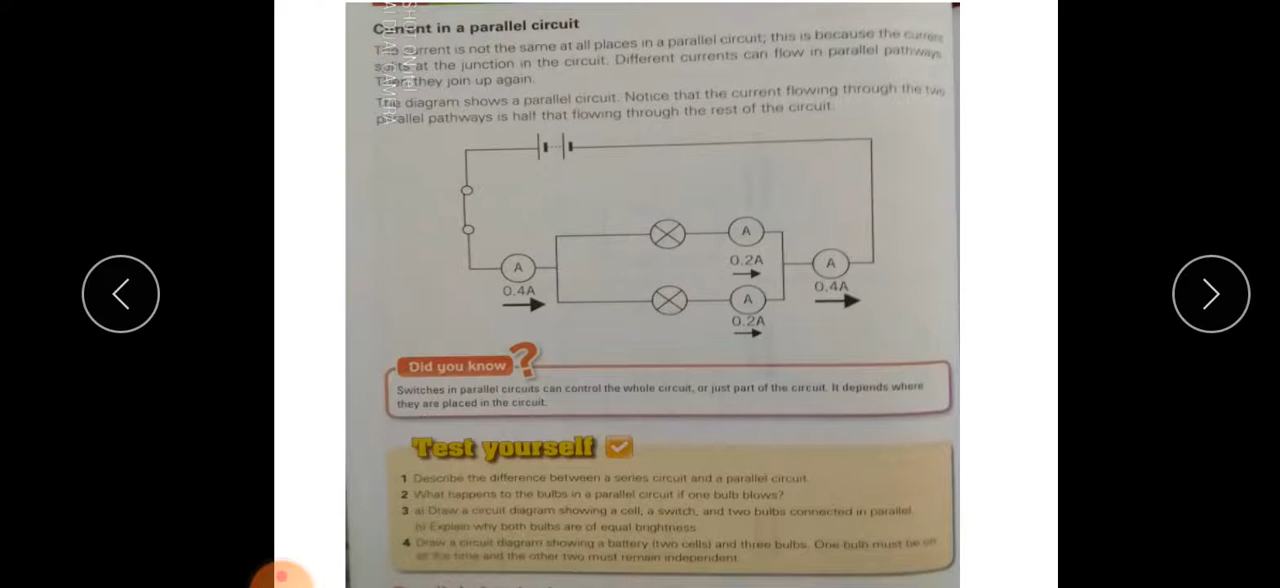 Current in a parallel circuit
The current is not the same at all places in a parallel circuit; this is because the current
splits at the junction in the circuit. Different currents can flow in parallel pathways.
Then they join up again.
The diagram shows a parallel circuit. Notice that the current flowing through the two
parallel pathways is half that flowing through the rest of the circuit.
A
0.2A
A
0.4A
A
0.4A
A
0.2A
Did you know ?
Switches in parallel circuits can control the whole circuit, or just part of the circuit. It depends where
they are placed in the circuit.
Test yourself
1 Describe the difference between a series circuit and a parallel circuit.
2 What happens to the bulbs in a parallel circuit if one bulb blows?
3 a) Draw a circuit diagram showing a cell, a switch, and two bulbs connected in parallel.
b) Explain why both bulbs are of equal brightness.
4 Draw a circuit diagram showing a battery (two cells) and three bulbs. One bulb must be on
all the time and the other two must remain independent.
SHOT ON
AI DUAL CAMERA